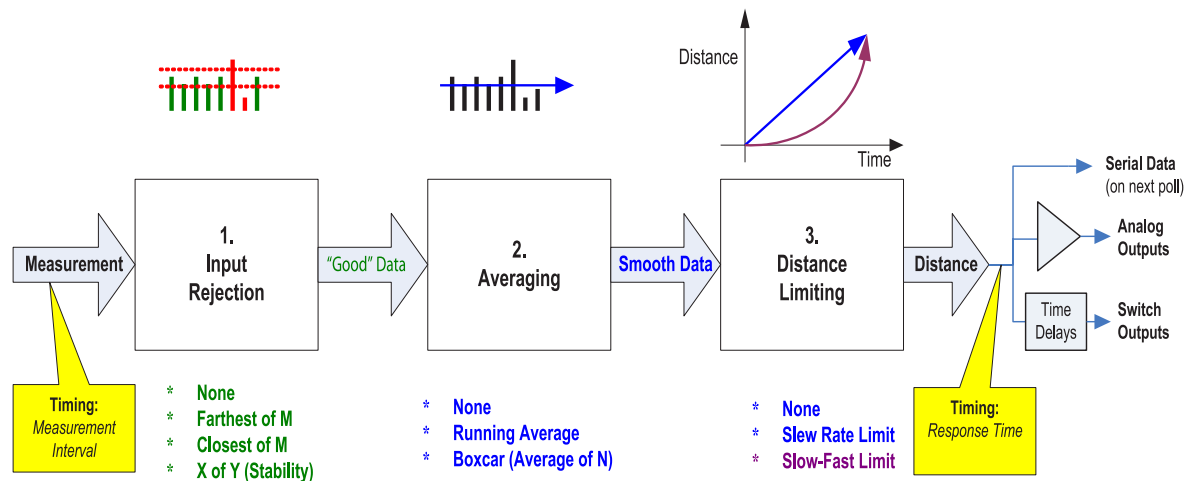 Distance
Time
Measurement
1.
Input
Rejection
“Good” Data
2.
Averaging
Smooth Data
3.
Distance
Limiting
Distance
Serial Data
(on next poll)
Analog
Outputs
Time
Delays
Switch
Outputs
Timing:
Measurement
Interval
* None
* Farthest of M
* Closest of M
* X of Y (Stability)
* None
* Running Average
* Boxcar (Average of N)
* None
* Slew Rate Limit
* Slow-Fast Limit
Timing:
Response Time